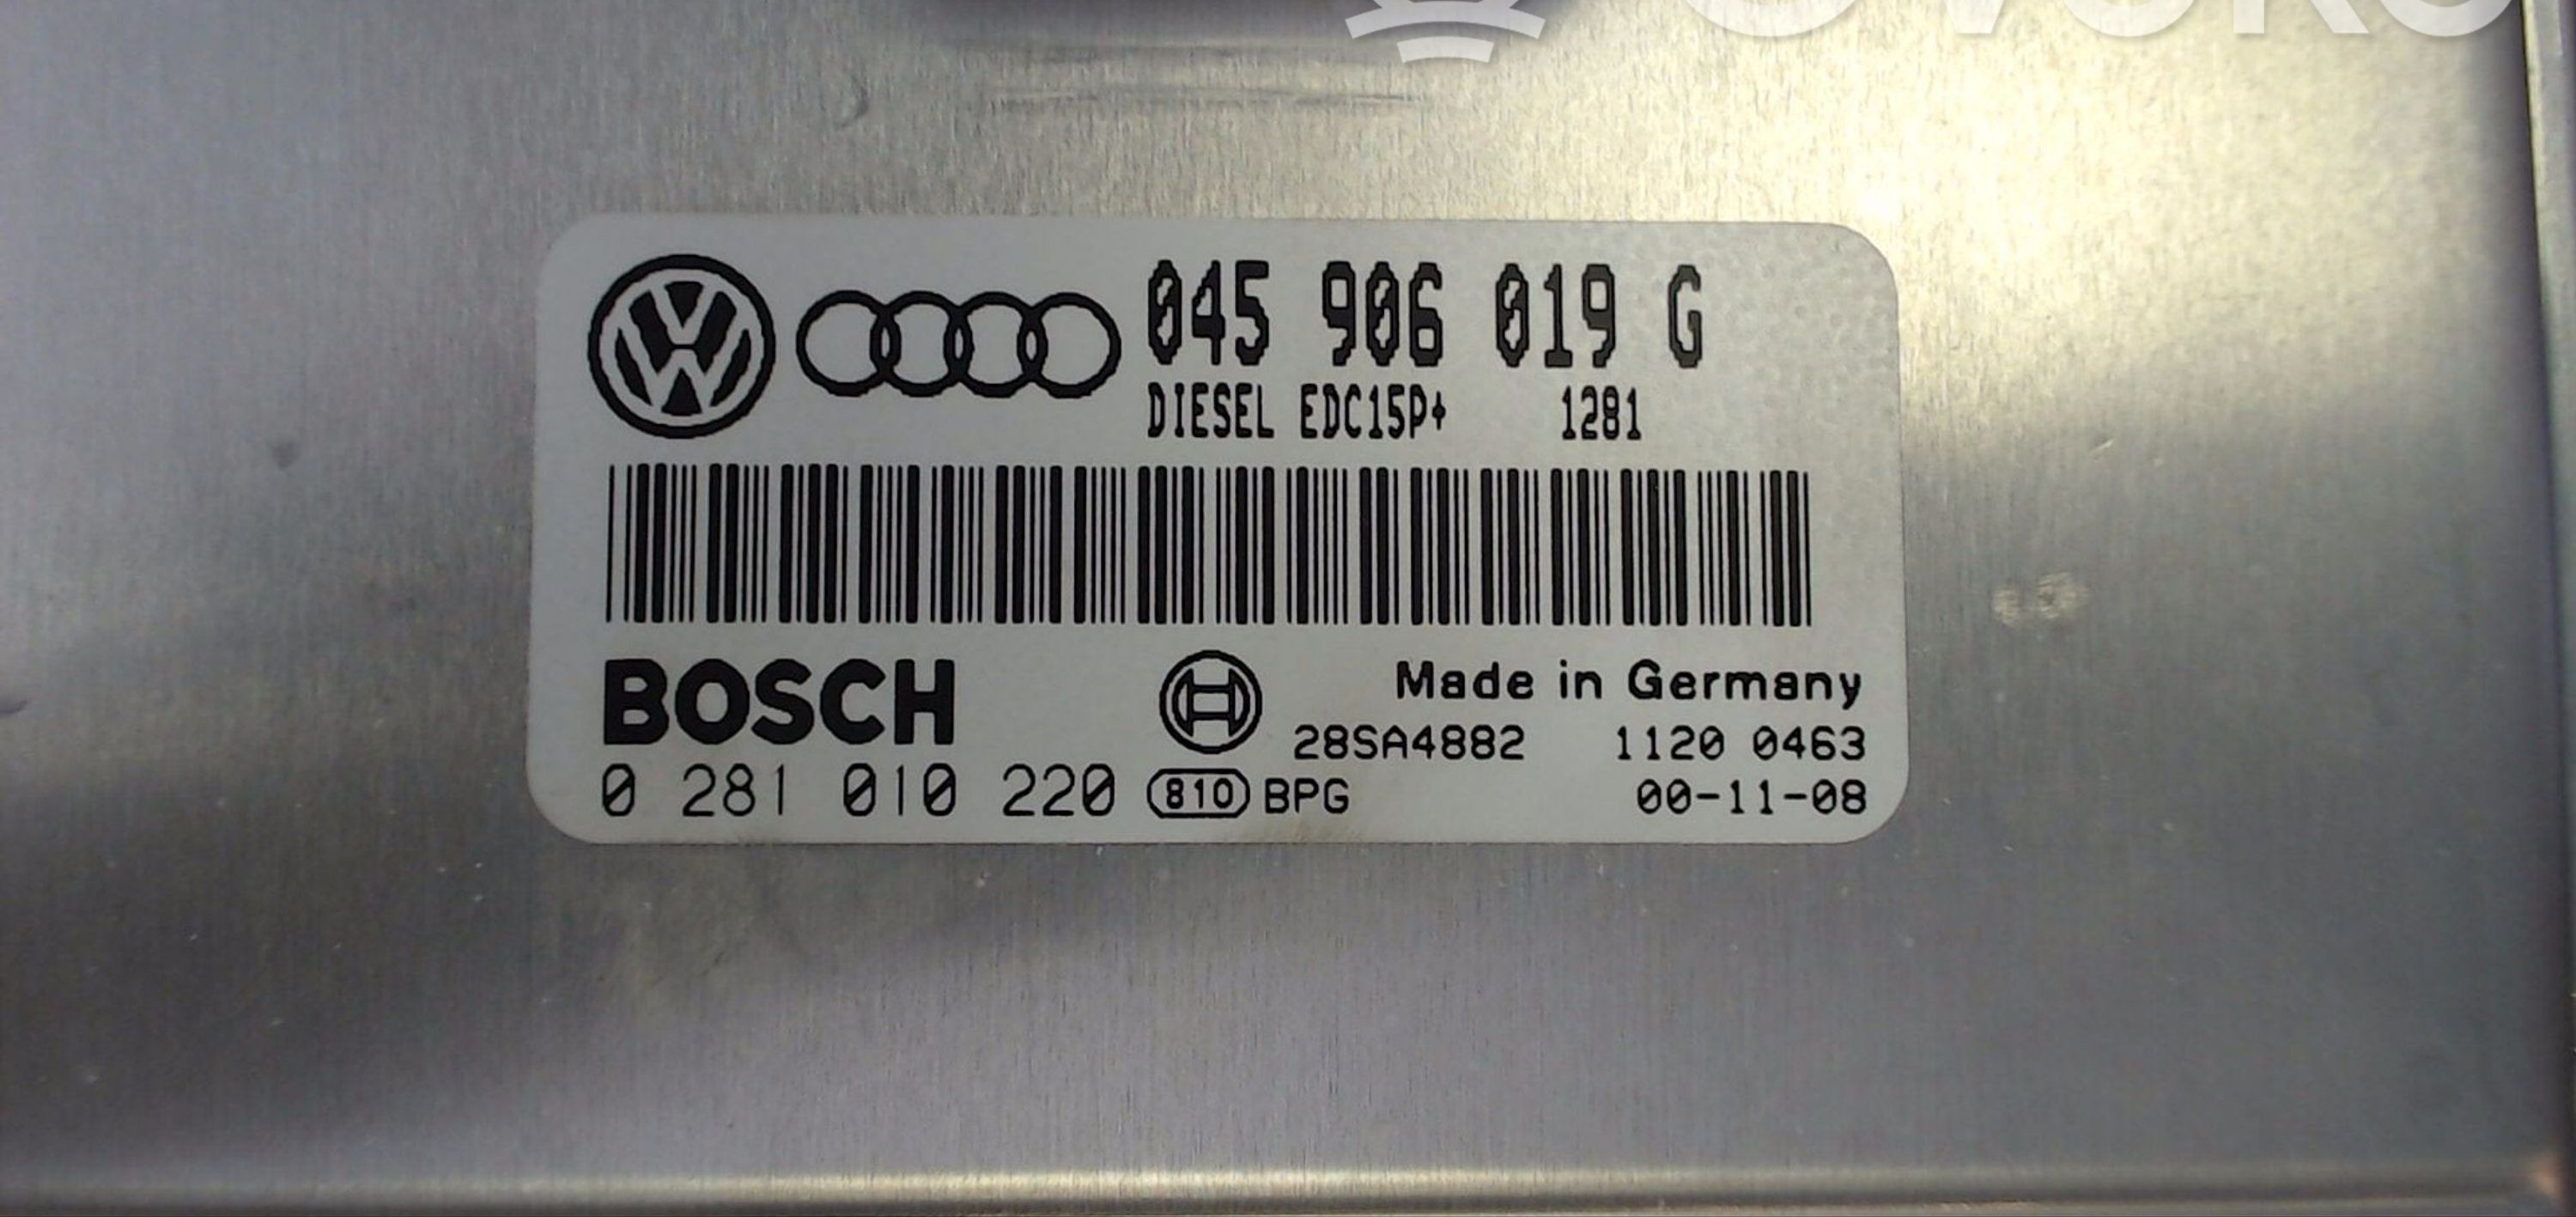 045 906 019 G
DIESEL EDC15P+ 1281
BOSCH
Made in Germany
28SA4882 1120 0463
0 281 010 220 810 BPG 00-11-08